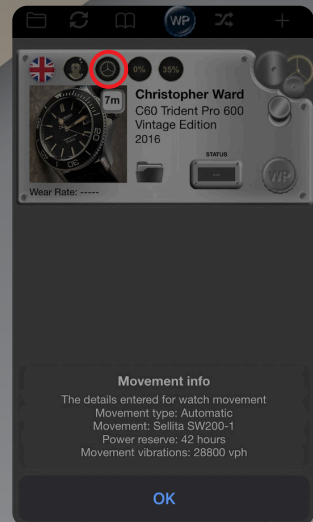 WP
0%
35%
7m
Christopher Ward
C60 Trident Pro 600
Vintage Edition
2016
STATUS
WP
Wear Rate: -----
Movement info
The details entered for watch movement
Movement type: Automatic
Movement: Sellita SW200-1
Power reserve: 42 hours
Movement vibrations: 28800 vph
OK